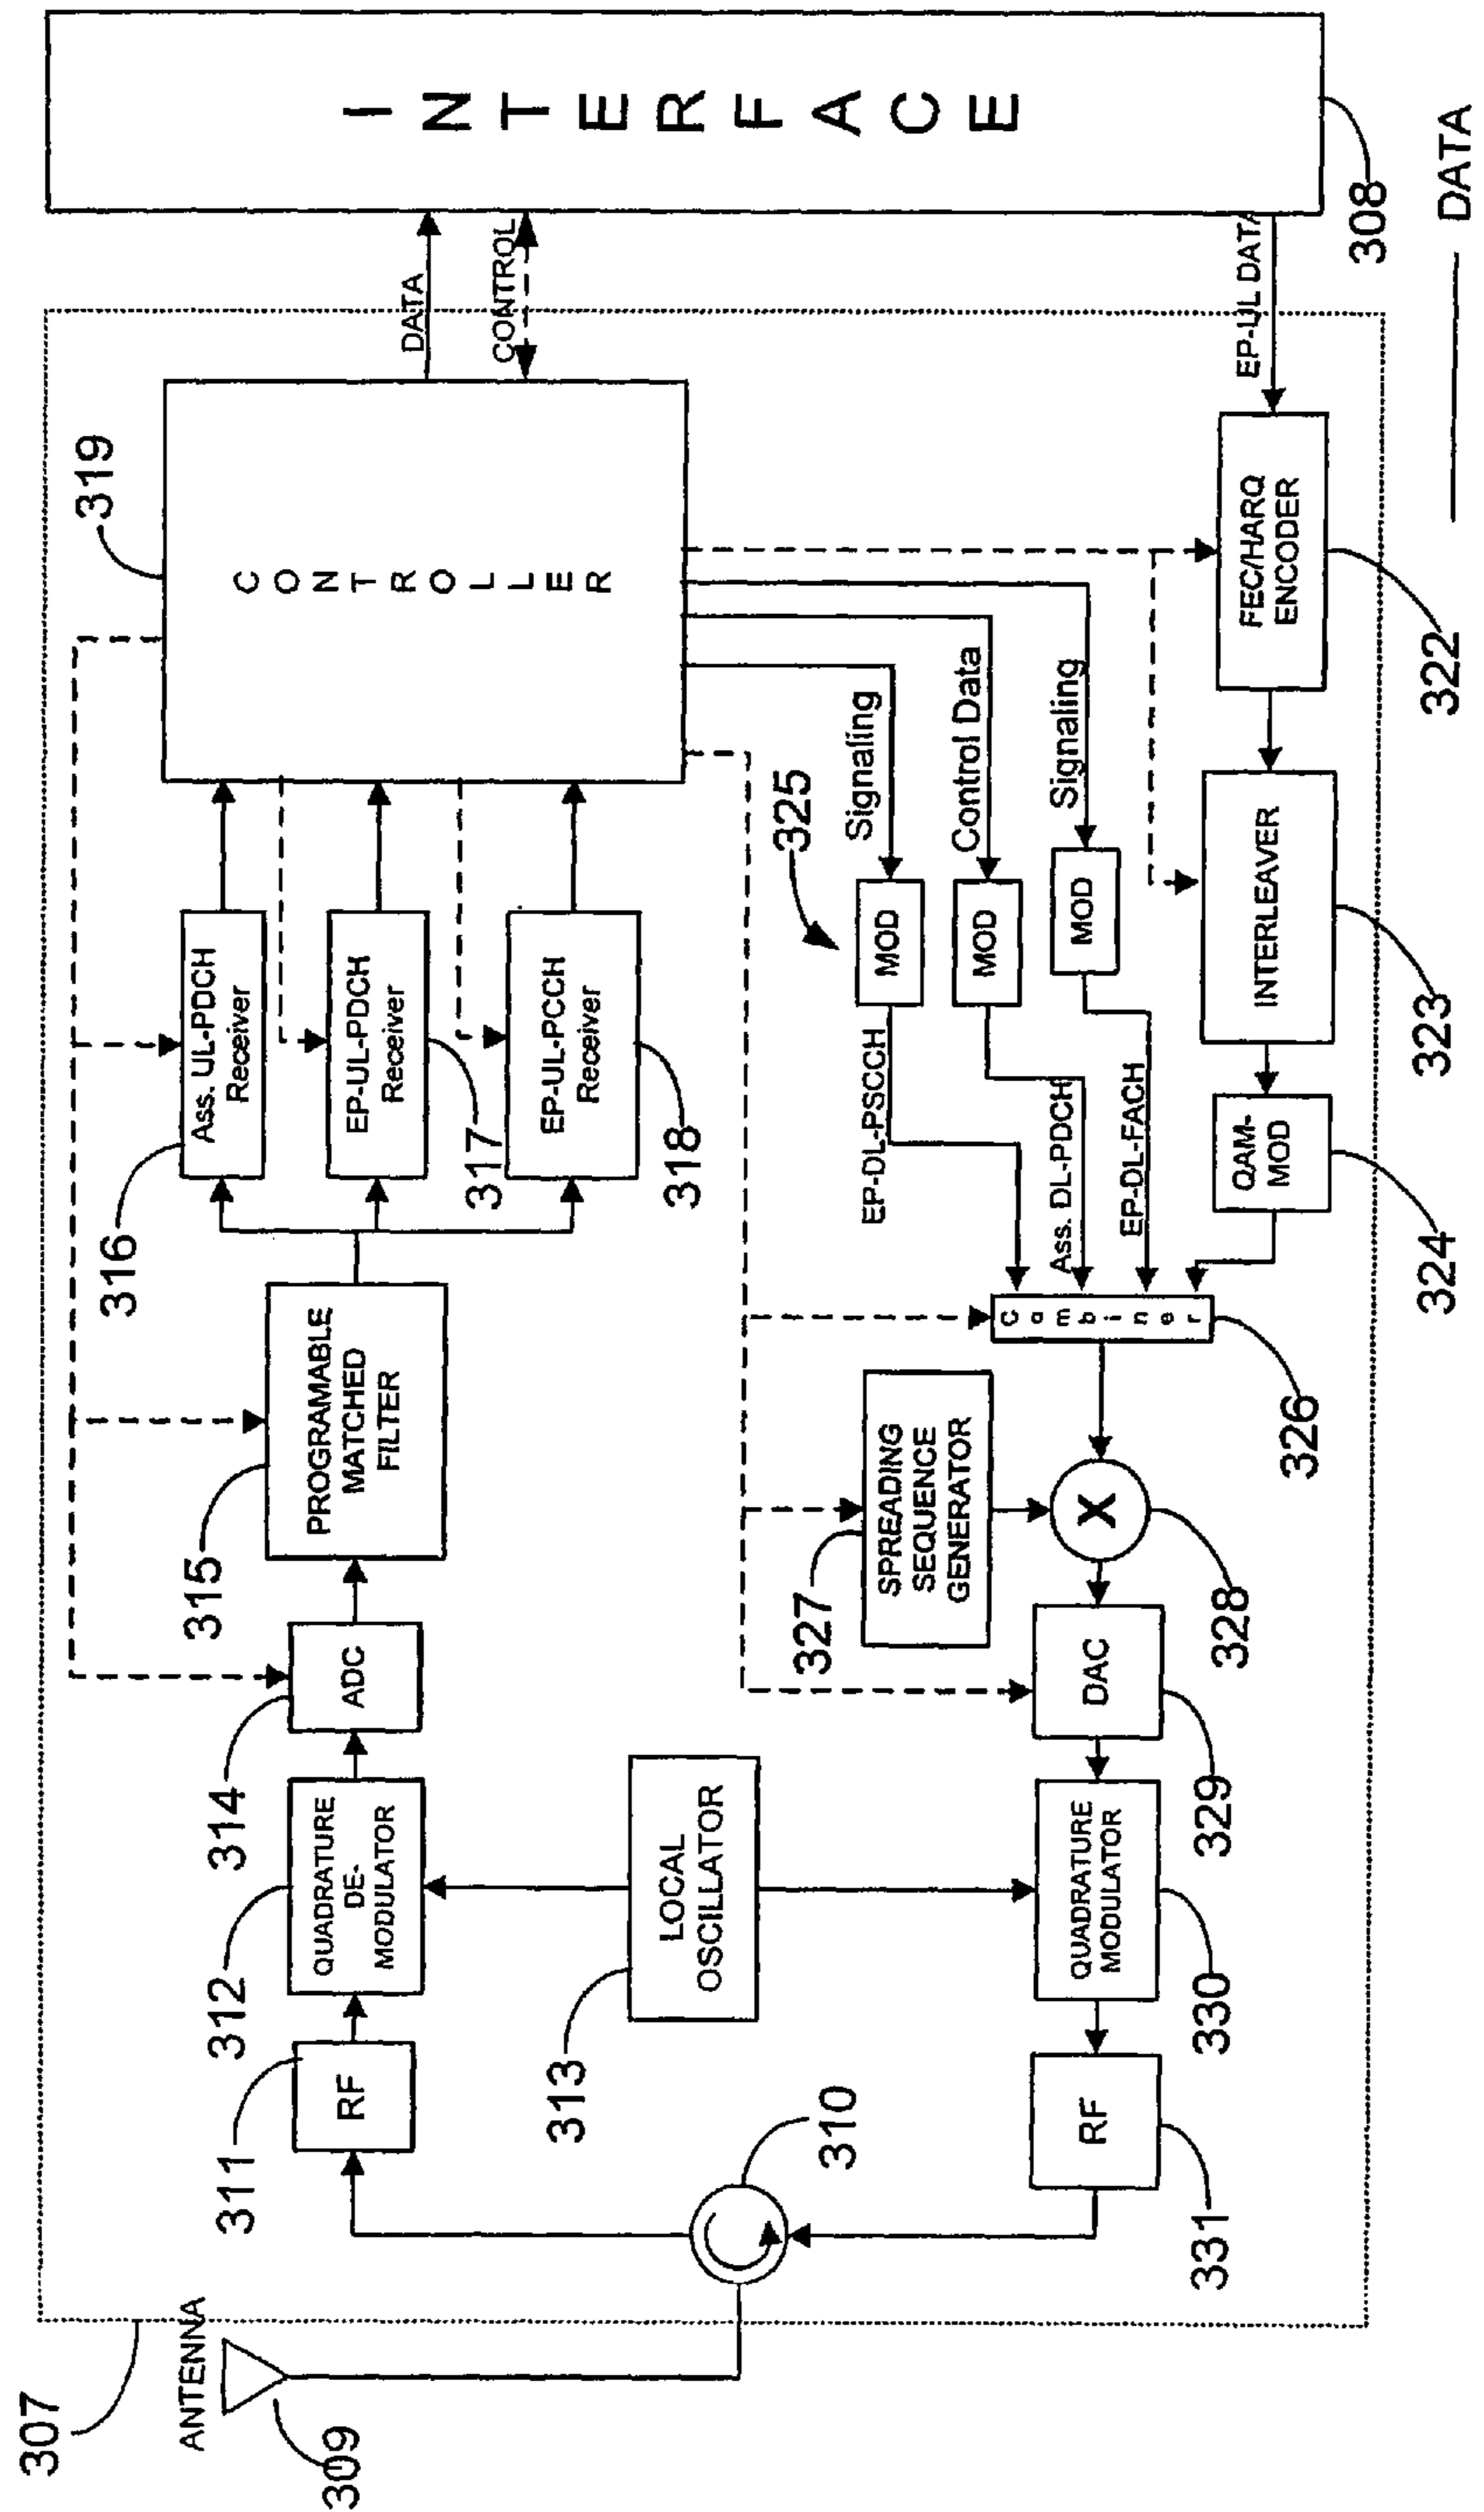 307
ANTENNA
309
310
RF
311
QUADRATURE
DE-
MODULATOR
312
LOCAL
OSCILLATOR
313
ADC
314
PROGRAMABLE
MATCHED
FILTER
315
Ass. UL-PDCH
Receiver
316
EP-UL-PDCH
Receiver
317
EP-UL-PCCH
Receiver
318
CONTROLLER
319
DATA
CONTROL
INTERFACE
308
EP-UL DATA
FEC/HARQ
ENCODER
322
INTERLEAVER
323
QAM-
MOD
324
Signaling
Control Data
Signaling
325
MOD
MOD
MOD
EP-DL-PSCCH
Ass. DL-PDCH
EP-DL-FACH
Combiner
326
SPREADING
SEQUENCE
GENERATOR
327
X
328
DAC
329
QUADRATURE
MODULATOR
330
RF
331
DATA